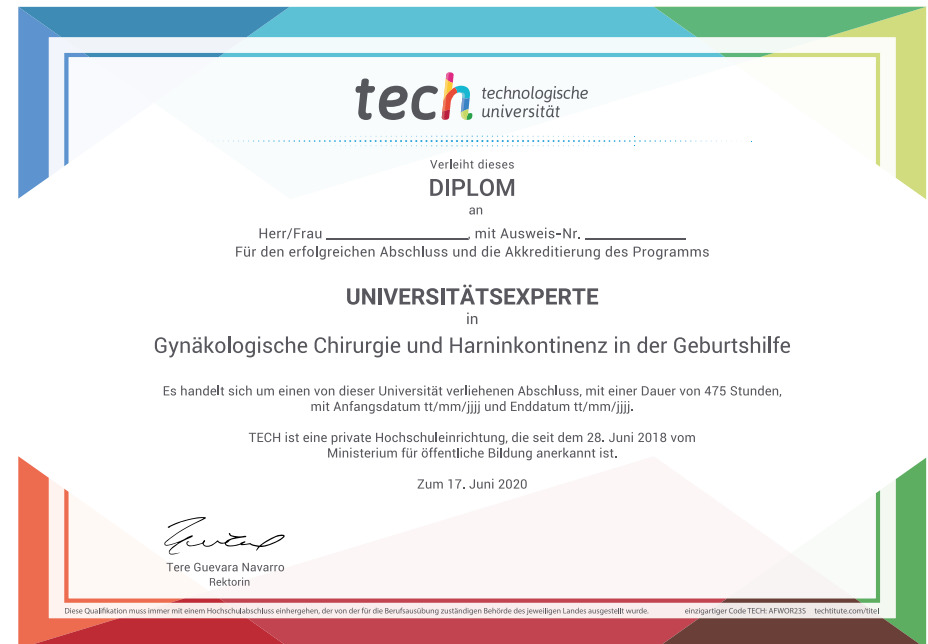 tech technologische
universität
Verleiht dieses
DIPLOM
an
Herr/Frau ____________, mit Ausweis-Nr. ____________
Für den erfolgreichen Abschluss und die Akkreditierung des Programms
UNIVERSITÄTSEXPERTE
in
Gynäkologische Chirurgie und Harninkontinenz in der Geburtshilfe
Es handelt sich um einen von dieser Universität verliehenen Abschluss, mit einer Dauer von 475 Stunden,
mit Anfangsdatum tt/mm/jjjj und Enddatum tt/mm/jjjj.
TECH ist eine private Hochschuleinrichtung, die seit dem 28. Juni 2018 vom
Ministerium für öffentliche Bildung anerkannt ist.
Zum 17. Juni 2020
Tere Guevara Navarro
Rektorin
Diese Qualifikation muss immer mit einem Hochschulabschluss einhergehen, der von der für die Berufsausübung zuständigen Behörde des jeweiligen Landes ausgestellt wurde. einzigartiger Code TECH: AFWOR23S techtitute.com/titel